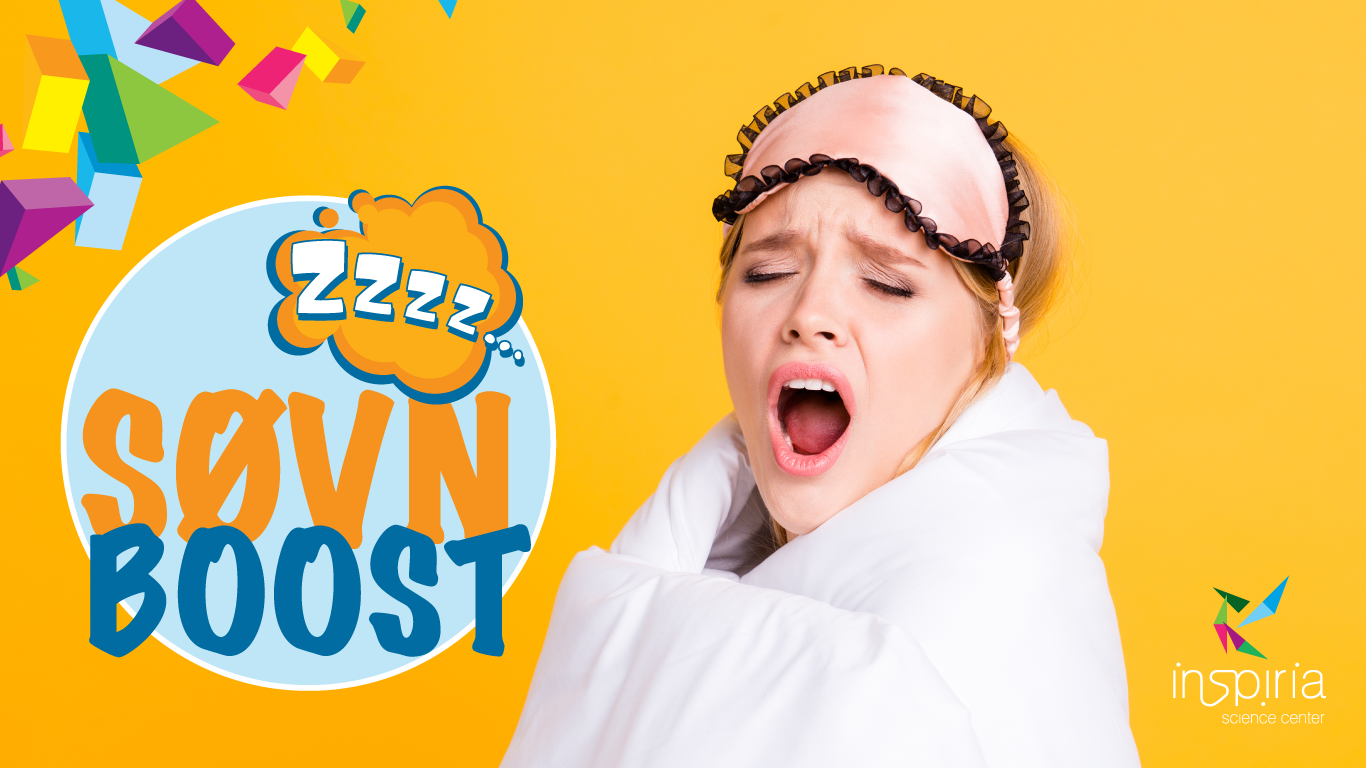 ZZZZ...
SØVN
BOOST
inspiria
science center